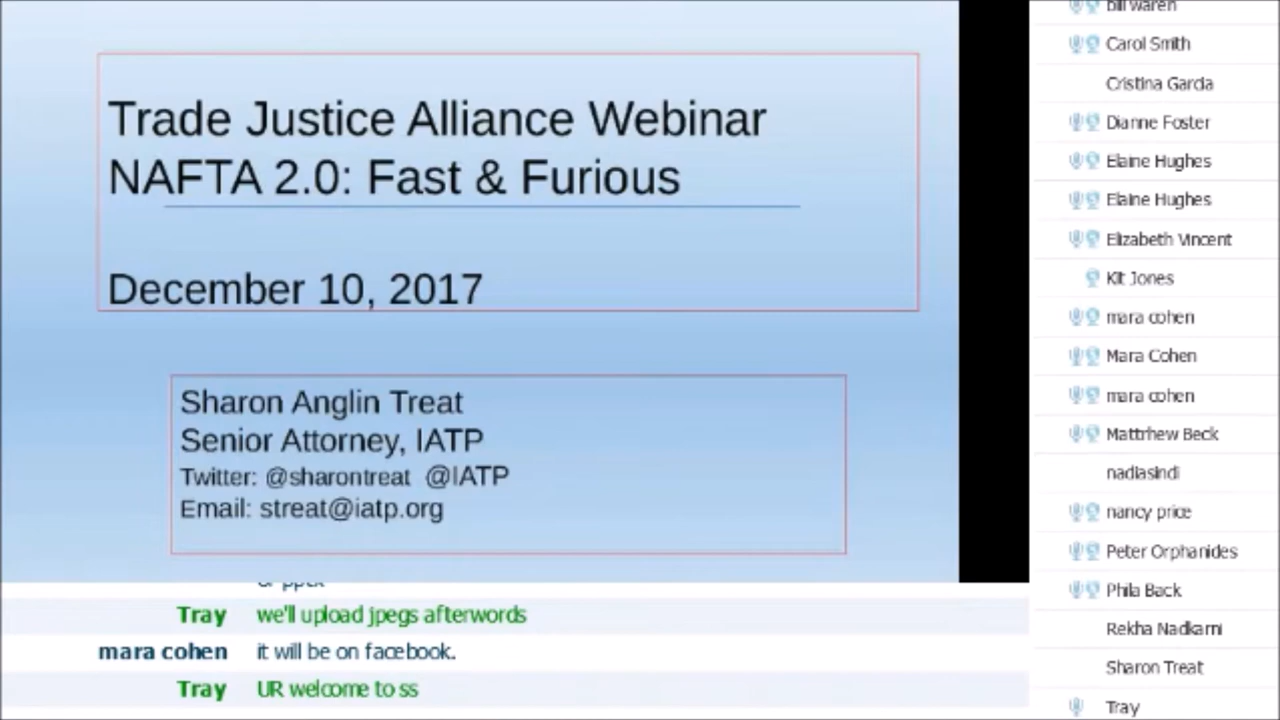 Trade Justice Alliance Webinar
NAFTA 2.0: Fast & Furious
December 10, 2017
Sharon Anglin Treat
Senior Attorney, IATP
Twitter: @sharontreat @IATP
Email: streat@iatp.org
or pptx
Tray we'll upload jpegs afterwords
mara cohen it will be on facebook.
Tray UR welcome to ss
bill waren
Carol Smith
Cristina Garcia
Dianne Foster
Elaine Hughes
Elaine Hughes
Elizabeth Vincent
Kit Jones
mara cohen
Mara Cohen
mara cohen
Mattrhew Beck
nadiasindi
nancy price
Peter Orphanides
Phila Back
Rekha Nadkarni
Sharon Treat
Tray